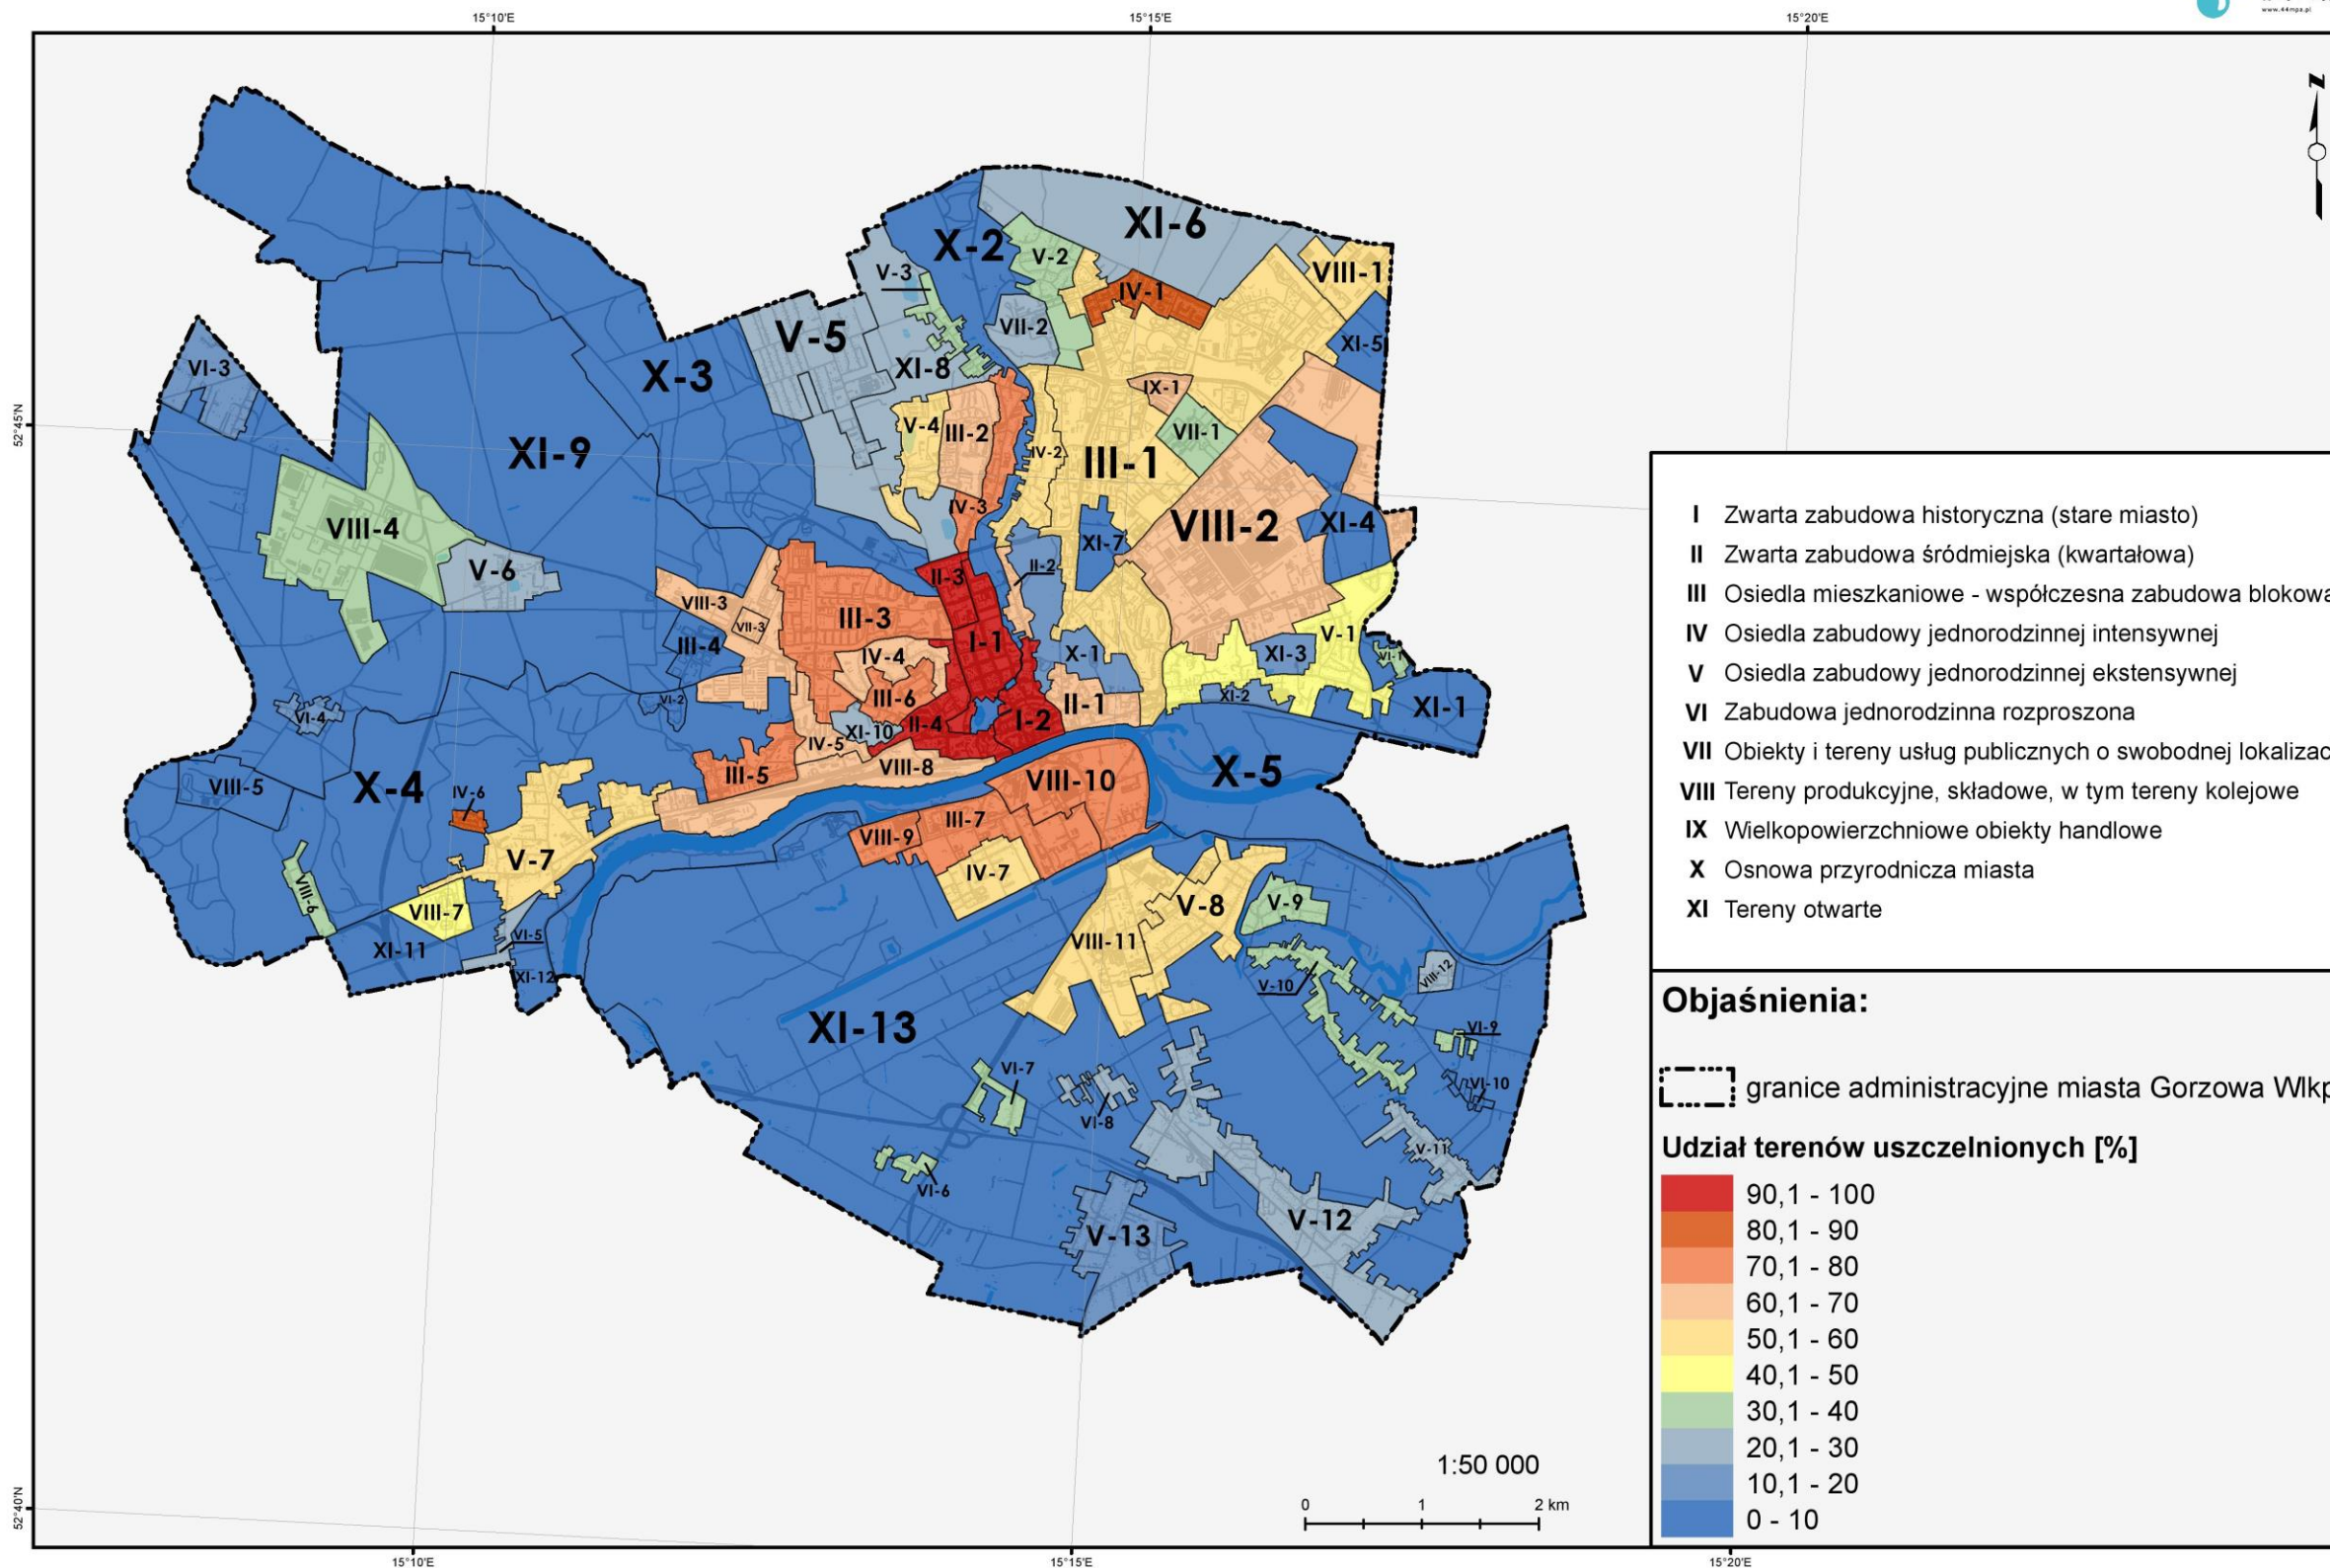 15°10'E
15°15'E
15°20'E
www.44mpa.pl
N
52°45'N
52°40'N
X-2
XI-6
V-2
V-3
VIII-1
IV-1
VII-2
V-5
XI-5
XI-8
X-3
VI-3
IX-1
V-4
III-2
VII-1
IV-2
XI-9
III-1
IV-3
VIII-4
VIII-2
XI-4
XI-7
V-6
II-3
II-2
VIII-3
III-3
VII-3
V-1
III-4
I-1
IV-4
X-1
XI-3
VI-1
VI-2
III-6
XI-2
II-1
XI-1
VI-4
II-4
I-2
XI-10
IV-5
VIII-8
III-5
X-5
VIII-5
X-4
VIII-10
IV-6
III-7
VIII-9
V-7
IV-7
VIII-6
V-8
V-9
VIII-7
VI-5
VIII-11
XI-11
XI-12
VIII-12
V-10
XI-13
VI-9
VI-7
VI-10
VI-8
V-11
VI-6
V-12
V-13
I Zwarta zabudowa historyczna (stare miasto)
II Zwarta zabudowa śródmiejska (kwartałowa)
III Osiedla mieszkaniowe - współczesna zabudowa blokowa
IV Osiedla zabudowy jednorodzinnej intensywnej
V Osiedla zabudowy jednorodzinnej ekstensywnej
VI Zabudowa jednorodzinna rozproszona
VII Obiekty i tereny usług publicznych o swobodnej lokalizac
VIII Tereny produkcyjne, składowe, w tym tereny kolejowe
IX Wielkopowierzchniowe obiekty handlowe
X Osnowa przyrodnicza miasta
XI Tereny otwarte
Objaśnienia:
granice administracyjne miasta Gorzowa Wlkp
Udział terenów uszczelnionych [%]
90,1 - 100
80,1 - 90
70,1 - 80
60,1 - 70
50,1 - 60
40,1 - 50
30,1 - 40
20,1 - 30
10,1 - 20
0 - 10
1:50 000
0 1 2 km
15°10'E
15°15'E
15°20'E